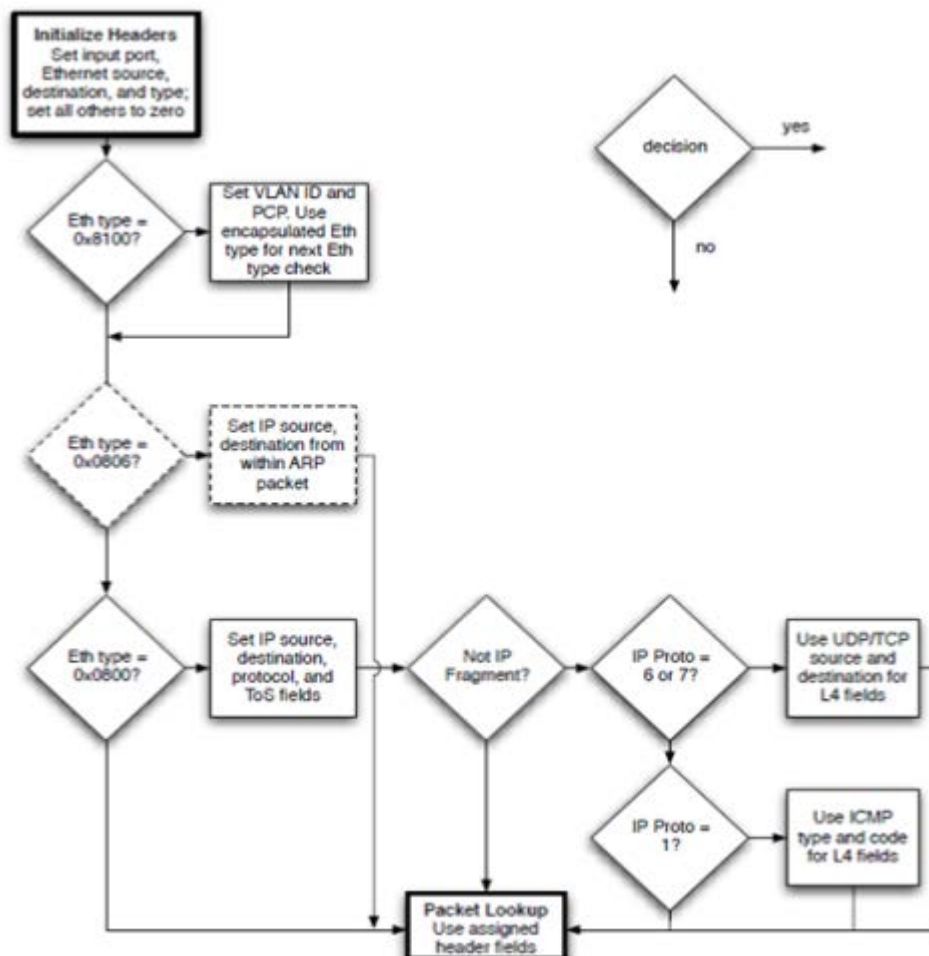 Initialize Headers
Set input port,
Ethernet source,
destination, and type;
set all others to zero
decision
yes
no
Eth type =
0x8100?
Set VLAN ID and
PCP. Use
encapsulated Eth
type for next Eth
type check
Eth type =
0x0806?
Set IP source,
destination from
within ARP
packet
Eth type =
0x0800?
Set IP source,
destination,
protocol, and
ToS fields
Not IP
Fragment?
IP Proto =
6 or 7?
Use UDP/TCP
source and
destination for
L4 fields
IP Proto =
1?
Use ICMP
type and code
for L4 fields
Packet Lookup
Use assigned
header fields